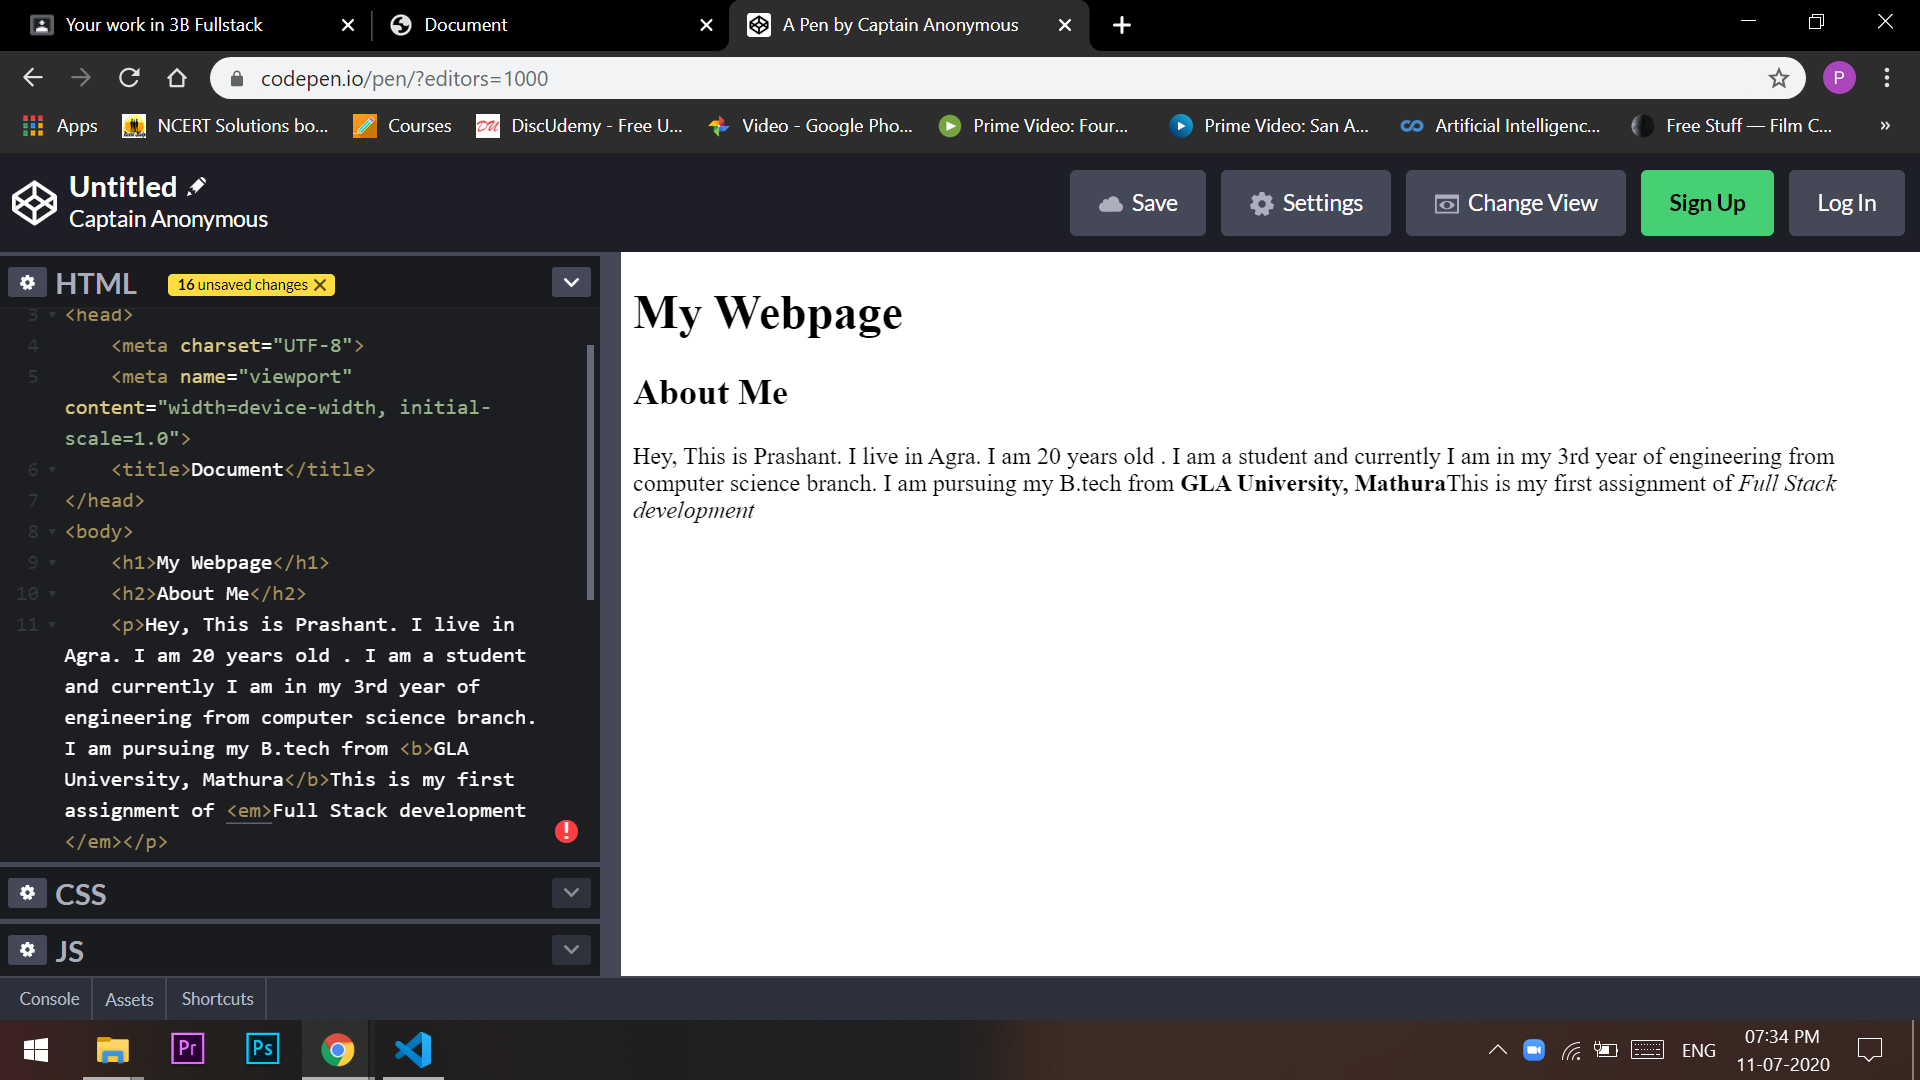 Your work in 3B Fullstack
Document
A Pen by Captain Anonymous
codepen.io/pen/?editors=1000
P
Apps
NCERT Solutions bo...
Courses
DU DiscUdemy - Free U...
Video - Google Pho...
Prime Video: Four...
Prime Video: San A...
Artificial Intelligenc...
Free Stuff — Film C...
»
Untitled
Captain Anonymous
Save
Settings
Change View
Sign Up
Log In
HTML
16 unsaved changes
3 <head>
4 <meta charset="UTF-8">
5 <meta name="viewport"
content="width=device-width, initial-
scale=1.0">
6 <title>Document</title>
7 </head>
8 <body>
9 <h1>My Webpage</h1>
10 <h2>About Me</h2>
11 <p>Hey, This is Prashant. I live in
Agra. I am 20 years old . I am a student
and currently I am in my 3rd year of
engineering from computer science branch.
I am pursuing my B.tech from <b>GLA
University, Mathura</b>This is my first
assignment of <em>Full Stack development
</em></p>
CSS
JS
My Webpage
About Me
Hey, This is Prashant. I live in Agra. I am 20 years old . I am a student and currently I am in my 3rd year of engineering from
computer science branch. I am pursuing my B.tech from GLA University, MathuraThis is my first assignment of Full Stack
development
Console
Assets
Shortcuts
Pr
Ps
ENG
07:34 PM
11-07-2020